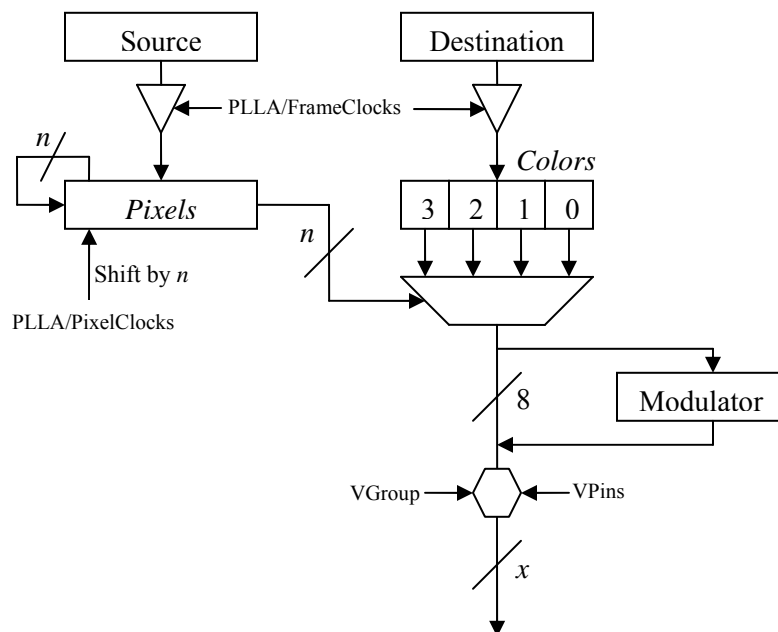 Source
Destination
PLLA/FrameClocks
n
Colors
Pixels
3 2 1 0
n
Shift by n
PLLA/PixelClocks
8
Modulator
VGroup
VPins
x